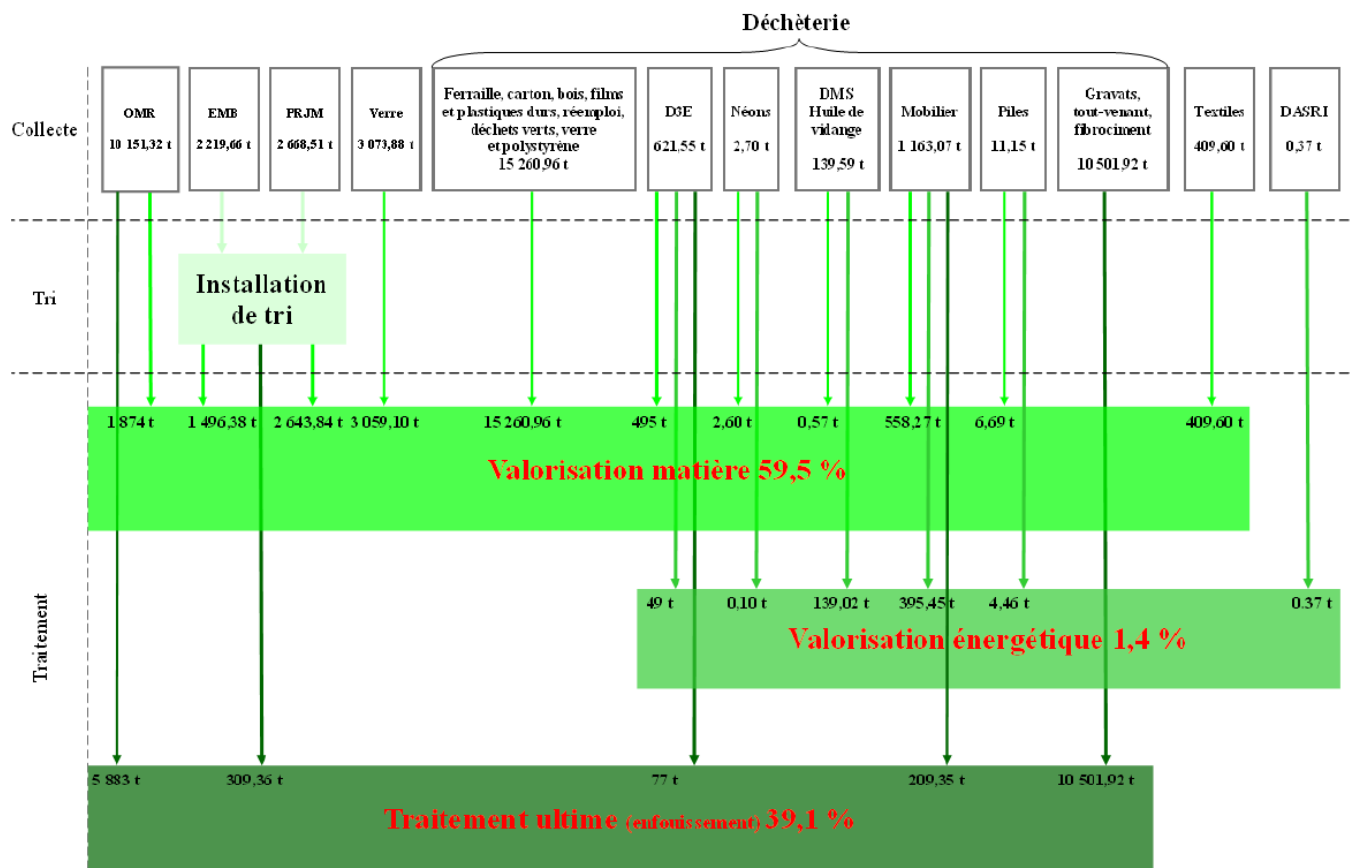 Déchèterie
Collecte
OMR
10 151,32 t
EMB
2 219,66 t
PRJM
2 668,51 t
Verre
3 073,88 t
Ferraille, carton, bois, films
et plastiques durs, réemploi,
déchets verts, verre
et polystyrène
15 260,96 t
D3E
621,55 t
Néons
2,70 t
DMS
Huile de
vidange
139,59 t
Mobilier
1 163,07 t
Piles
11,15 t
Gravats,
tout-venant,
fibrociment
10 501,92 t
Textiles
409,60 t
DASRI
0,37 t
Tri
Installation
de tri
Traitement
1 874 t
1 496,38 t
2 643,84 t
3 059,10 t
15 260,96 t
495 t
2,60 t
0,57 t
558,27 t
6,69 t
409,60 t
Valorisation matière 59,5 %
49 t
0,10 t
139,02 t
395,45 t
4,46 t
0.37 t
Valorisation énergétique 1,4 %
5 883 t
309,36 t
77 t
209,35 t
10 501,92 t
Traitement ultime (enfouissement) 39,1 %